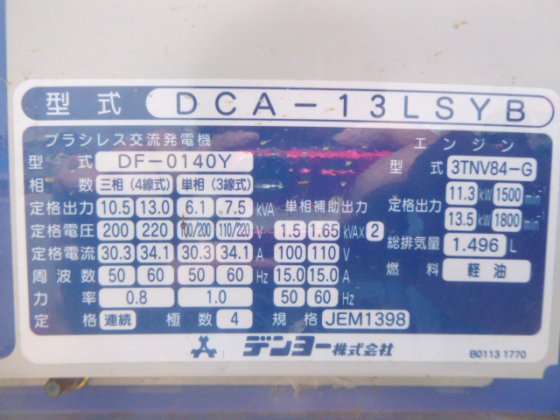 型式 DCA-13LSYB
ブラシレス交流発電機 エンジン
型式 DF-0140Y 型式 3TNV84-G
相数 三相(4線式) 単相(3線式) 11.3 kW 1500 min⁻¹
定格出力 10.5 13.0 6.1 7.5 kVA 単相補助出力 定格出力 13.5 kW 1800 min⁻¹
定格電圧 200 220 100/200 110/220 V 1.5 1.65 kVA×2 総排気量 1.496 L
定格電流 30.3 34.1 30.3 34.1 A 100 110 V 燃料 軽油
周波数 50 60 50 60 Hz 15.0 15.0 A
力率 0.8 1.0 50 60 Hz
定格 連続 極数 4 規格 JEM1398
デンヨー株式会社 B0113 1770